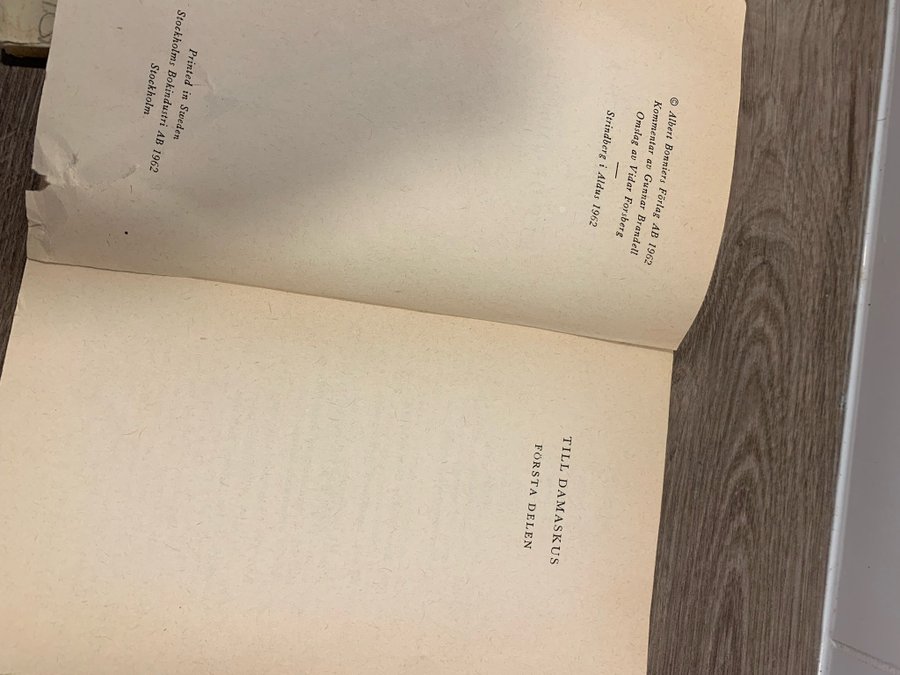 © Albert Bonniers Förlag AB 1962
Kommentar av Gunnar Brandell
Omslag av Vidar Forsberg
—
Strindberg i Aldus 1962
Printed in Sweden
Stockholms Bokindustri AB 1962
Stockholm
TILL DAMASKUS
FÖRSTA DELEN